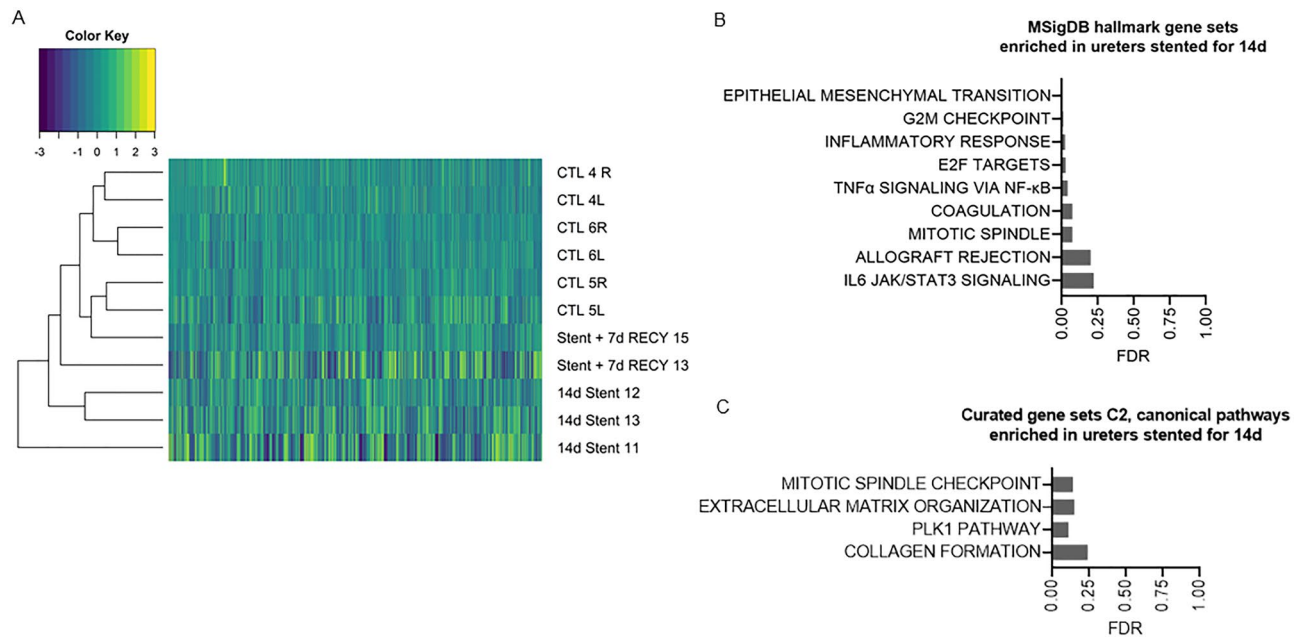 A
Color Key
-3 -1 0 1 2 3
CTL 4 R
CTL 4L
CTL 6R
CTL 6L
CTL 5R
CTL 5L
Stent + 7d RECY 15
Stent + 7d RECY 13
14d Stent 12
14d Stent 13
14d Stent 11
B
MSigDB hallmark gene sets
enriched in ureters stented for 14d
EPITHELIAL MESENCHYMAL TRANSITION
G2M CHECKPOINT
INFLAMMATORY RESPONSE
E2F TARGETS
TNFα SIGNALING VIA NF-κB
COAGULATION
MITOTIC SPINDLE
ALLOGRAFT REJECTION
IL6 JAK/STAT3 SIGNALING
0.00 0.25 0.50 0.75 1.00
FDR
C
Curated gene sets C2, canonical pathways
enriched in ureters stented for 14d
MITOTIC SPINDLE CHECKPOINT
EXTRACELLULAR MATRIX ORGANIZATION
PLK1 PATHWAY
COLLAGEN FORMATION
0.00 0.25 0.50 0.75 1.00
FDR